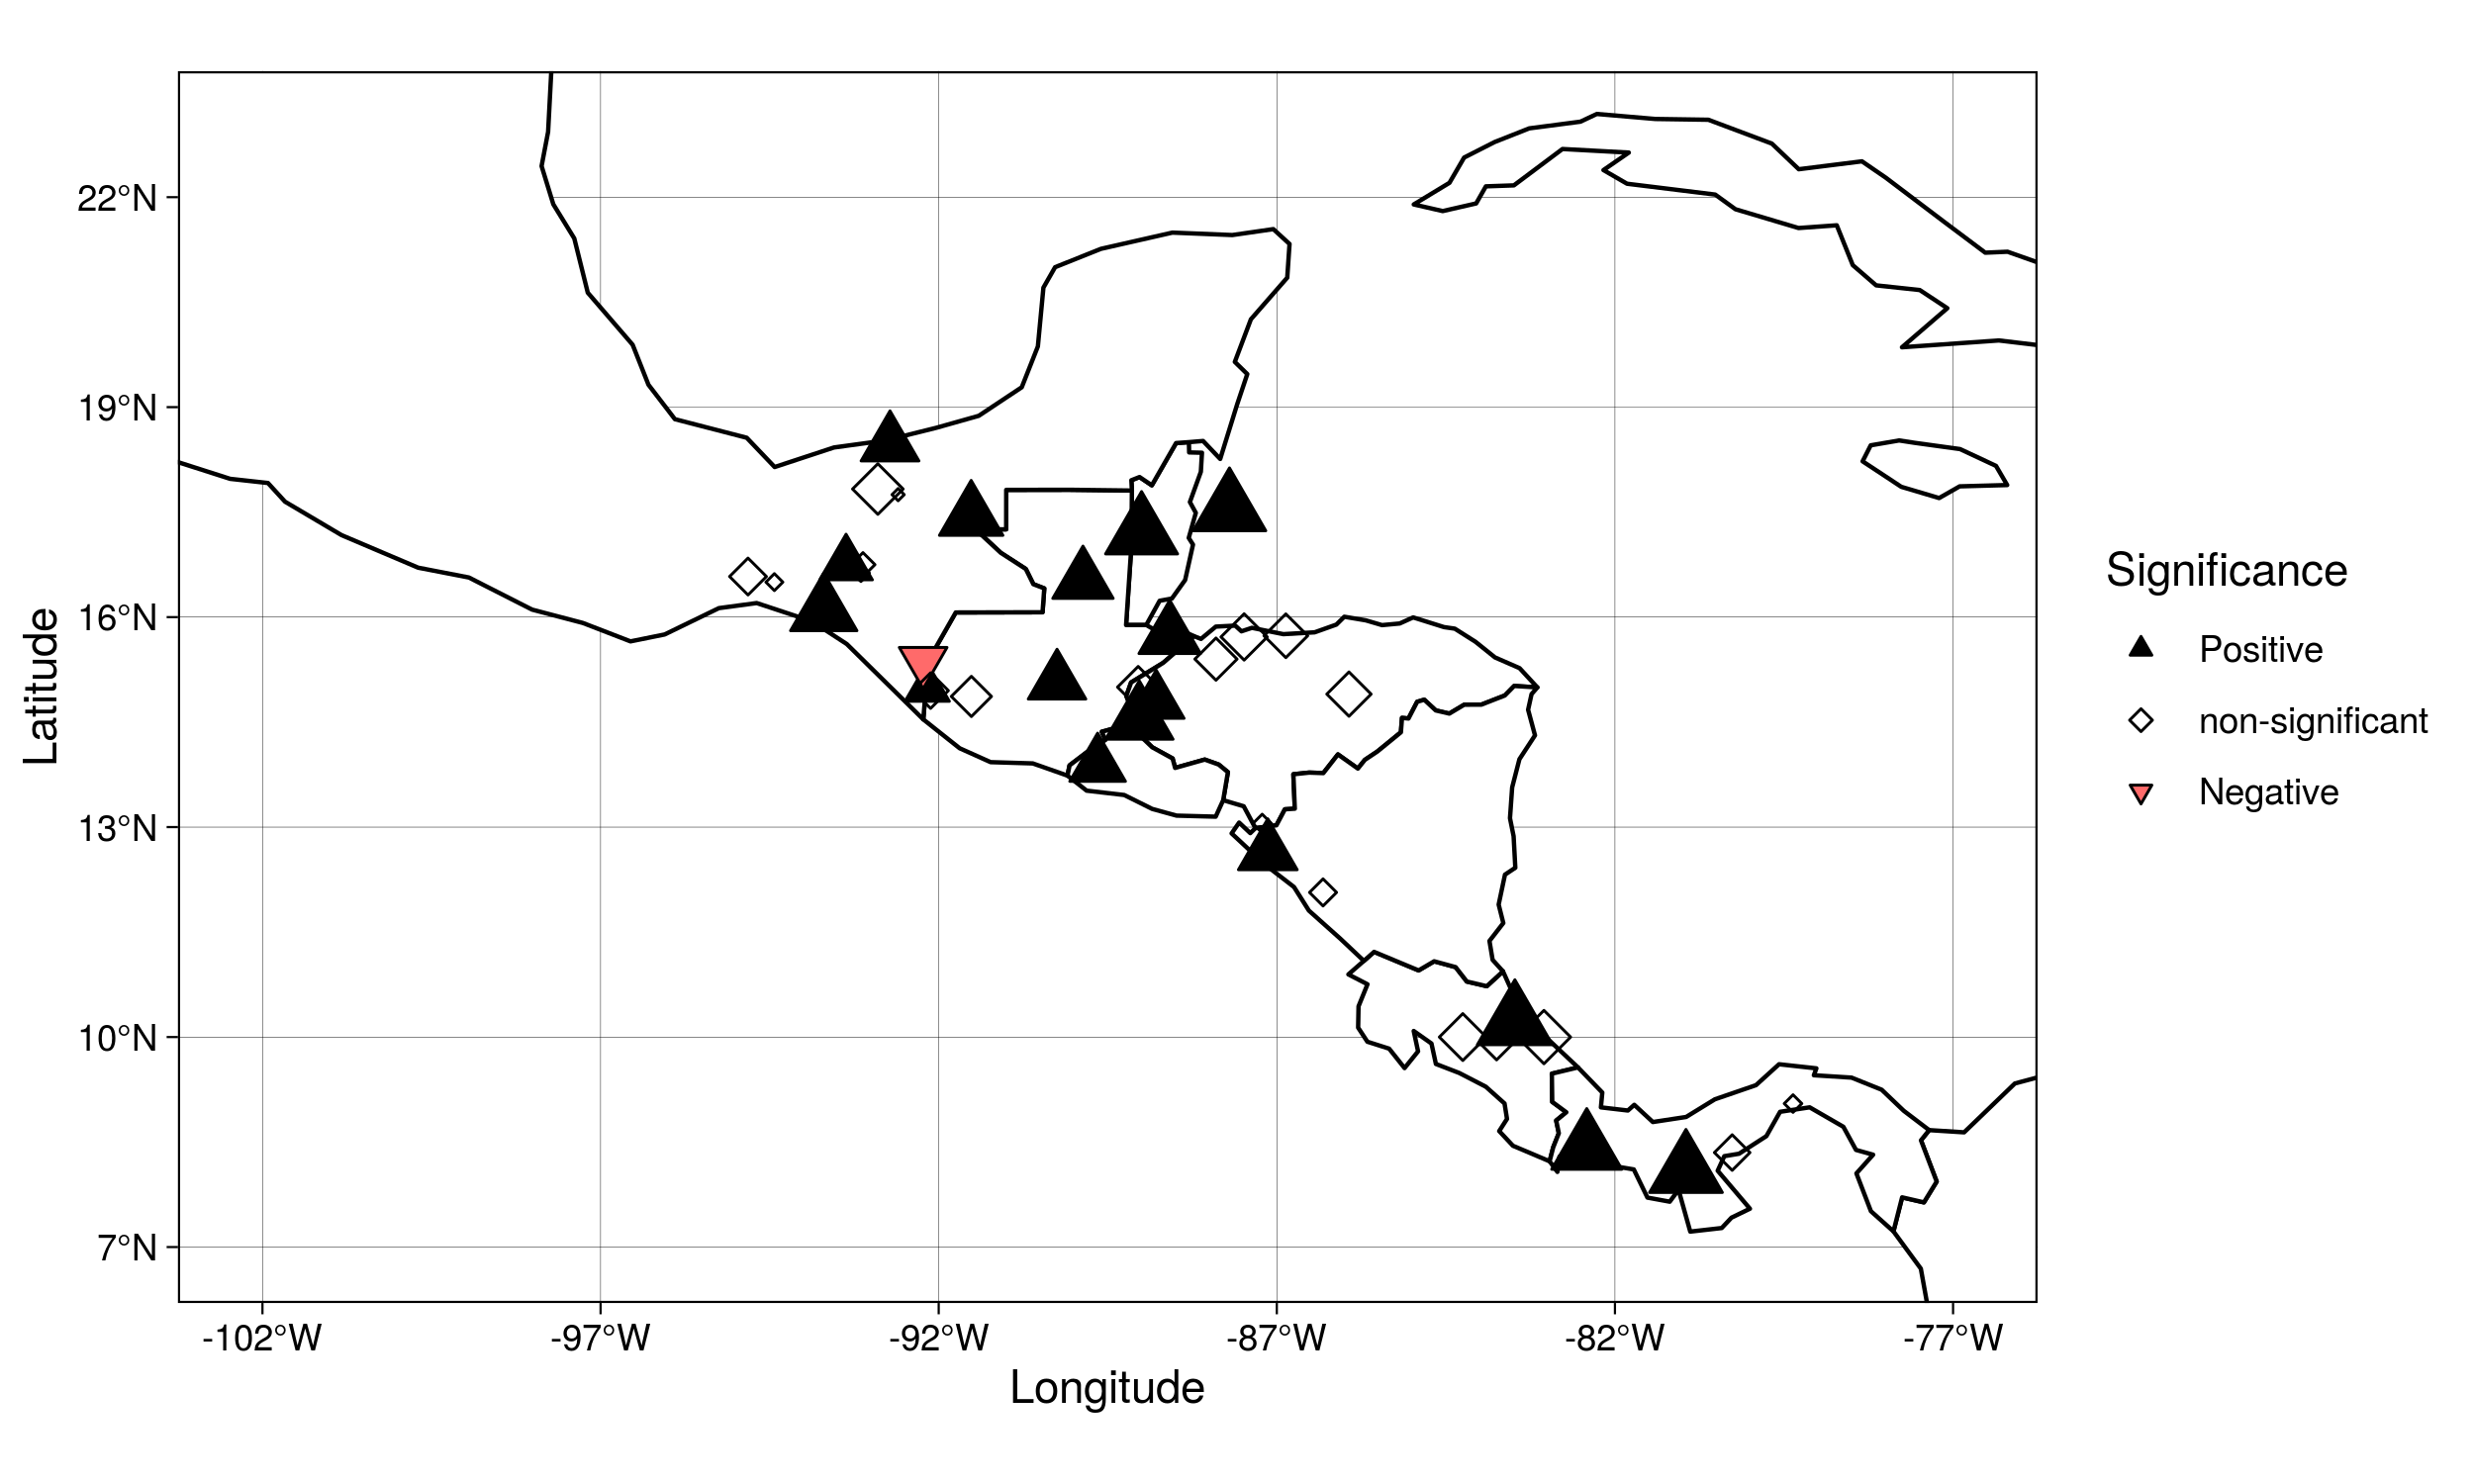 22°N
19°N
16°N
13°N
10°N
7°N
Latitude
-102°W
-97°W
-92°W
-87°W
-82°W
-77°W
Longitude
Significance
Positive
non-significant
Negative